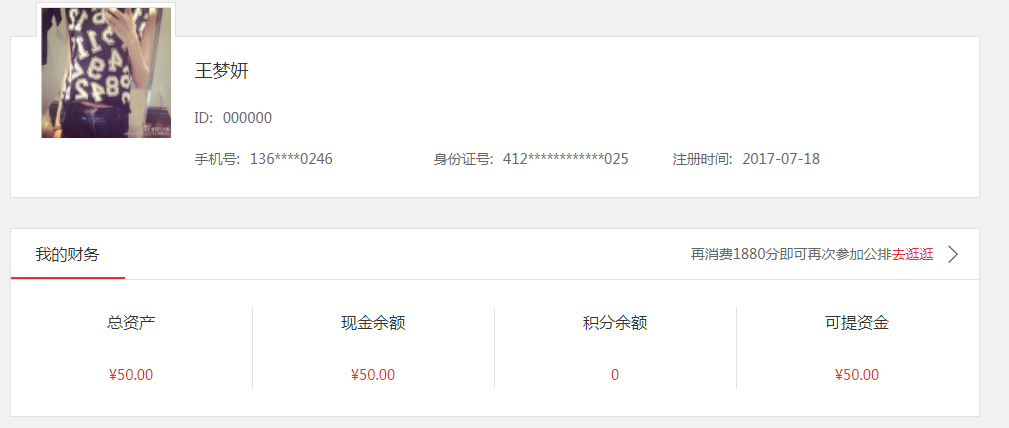 王梦妍
ID: 000000
手机号: 136****0246 身份证号: 412************025 注册时间: 2017-07-18
我的财务 再消费1880分即可再次参加公排去逛逛
总资产 现金余额 积分余额 可提资金
¥50.00 ¥50.00 0 ¥50.00